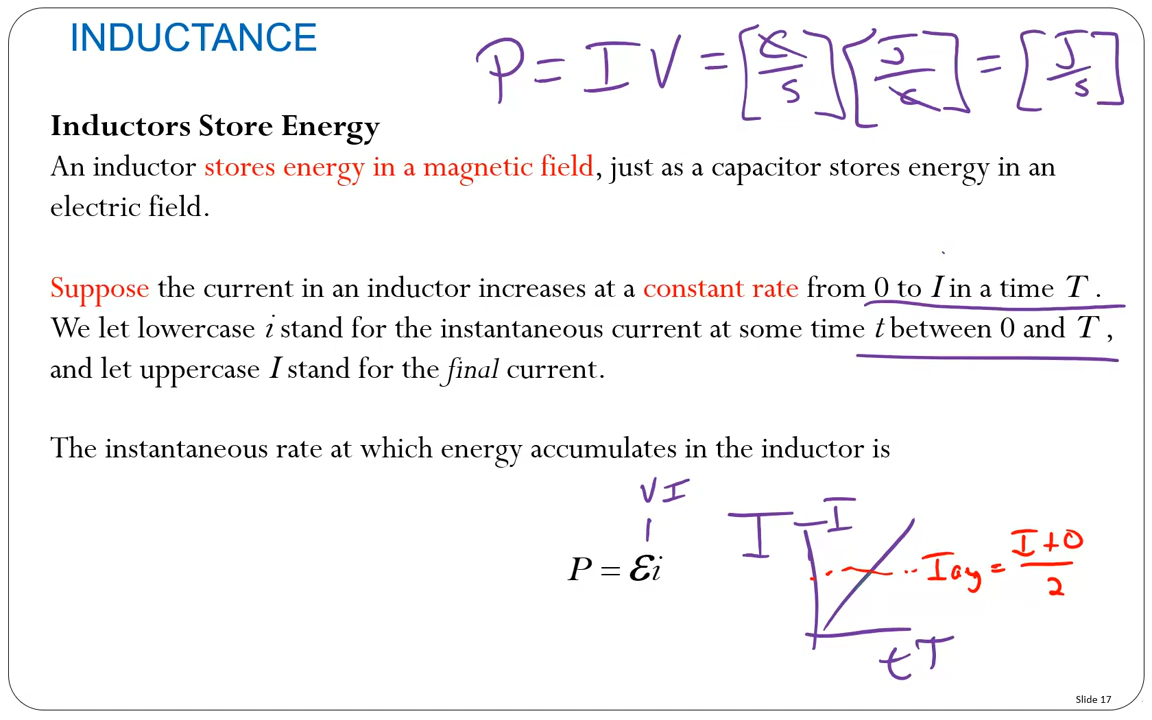 INDUCTANCE
P = I V = [C/s] [J/C] = [J/s]
Inductors Store Energy
An inductor stores energy in a magnetic field, just as a capacitor stores energy in an
electric field.
Suppose the current in an inductor increases at a constant rate from 0 to I in a time T .
We let lowercase i stand for the instantaneous current at some time t between 0 and T ,
and let uppercase I stand for the final current.
The instantaneous rate at which energy accumulates in the inductor is
V I
P = ℰi
I
I
Iav = I+0/2
t T
Slide 17